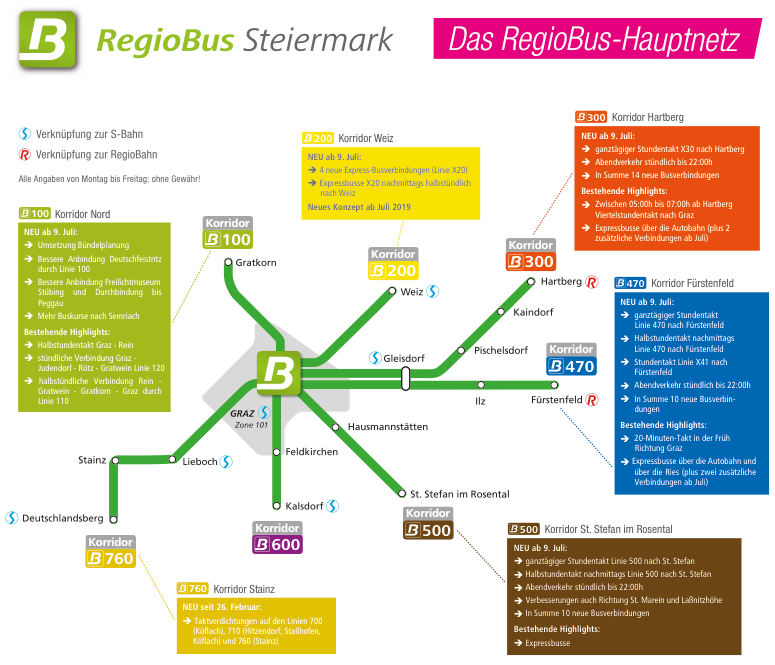 B RegioBus Steiermark
Das RegioBus-Hauptnetz
S Verknüpfung zur S-Bahn
R Verknüpfung zur RegioBahn
Alle Angaben von Montag bis Freitag; ohne Gewähr!
B 100 Korridor Nord
NEU ab 9. Juli:
➔ Umsetzung Bündelplanung
➔ Bessere Anbindung Deutschfeistritz
durch Linie 100
➔ Bessere Anbindung Freilichtmuseum
Stübing und Durchbindung bis
Peggau
➔ Mehr Buskurse nach Semriach
Bestehende Highlights:
➔ Halbstundentakt Graz - Rein
➔ stündliche Verbindung Graz -
Judendorf - Rötz - Gratwein Linie 120
➔ halbstündliche Verbindung Rein -
Gratwein - Gratkorn - Graz durch
Linie 110
B 200 Korridor Weiz
NEU ab 9. Juli:
➔ 4 neue Express-Busverbindungen (Linie X20)
➔ Expressbusse X20 nachmittags halbstündlich
nach Weiz
Neues Konzept ab Juli 2019
B 300 Korridor Hartberg
NEU ab 9. Juli:
➔ ganztägiger Stundentakt X30 nach Hartberg
➔ Abendverkehr stündlich bis 22:00h
➔ In Summe 14 neue Busverbindungen
Bestehende Highlights:
➔ Zwischen 05:00h bis 07:00h ab Hartberg
Viertelstundentakt nach Graz
➔ Expressbusse über die Autobahn (plus 2
zusätzliche Verbindungen ab Juli)
B 470 Korridor Fürstenfeld
NEU ab 9. Juli:
➔ ganztägiger Stundentakt
Linie 470 nach Fürstenfeld
➔ Halbstundentakt nachmittags
Linie 470 nach Fürstenfeld
➔ Stundentakt Linie X41 nach
Fürstenfeld
➔ Abendverkehr stündlich bis 22:00h
➔ In Summe 10 neue Busverbin-
dungen
Bestehende Highlights:
➔ 20-Minuten-Takt in der Früh
Richtung Graz
➔ Expressbusse über die Autobahn und
über die Ries (plus zwei zusätzliche
Verbindungen ab Juli)
Korridor
B 100
Gratkorn
Korridor
B 200
Weiz S
Korridor
B 300
Hartberg R
Kaindorf
Pischelsdorf
S Gleisdorf
Korridor
B 470
Ilz
Fürstenfeld R
B
GRAZ S
Zone 101
Hausmannstätten
Feldkirchen
Stainz
Lieboch S
St. Stefan im Rosental
Kalsdorf S
S Deutschlandsberg
Korridor
B 500
Korridor
B 600
Korridor
B 760
B 500 Korridor St. Stefan im Rosental
NEU ab 9. Juli:
➔ ganztägiger Stundentakt Linie 500 nach St. Stefan
➔ Halbstundentakt nachmittags Linie 500 nach St. Stefan
➔ Abendverkehr stündlich bis 22:00h
➔ Verbesserungen auch Richtung St. Marein und Laßnitzhöhe
➔ In Summe 10 neue Busverbindungen
Bestehende Highlights:
➔ Expressbusse
B 760 Korridor Stainz
NEU seit 26. Februar:
➔ Taktverdichtungen auf den Linien 700
(Köflach), 710 (Hitzendorf, Stallhofen,
Köflach) und 760 (Stainz)